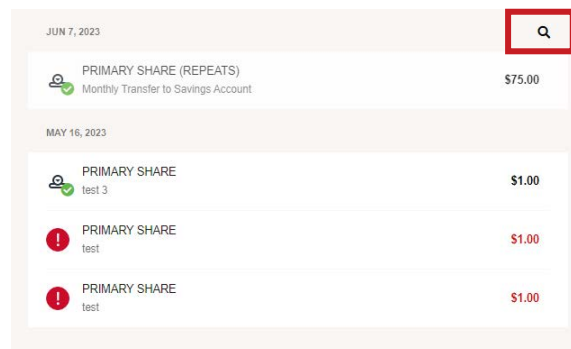 JUN 7, 2023
PRIMARY SHARE (REPEATS)
$75.00
Monthly Transfer to Savings Account
MAY 16, 2023
PRIMARY SHARE
$1.00
test 3
PRIMARY SHARE
$1.00
test
PRIMARY SHARE
$1.00
test